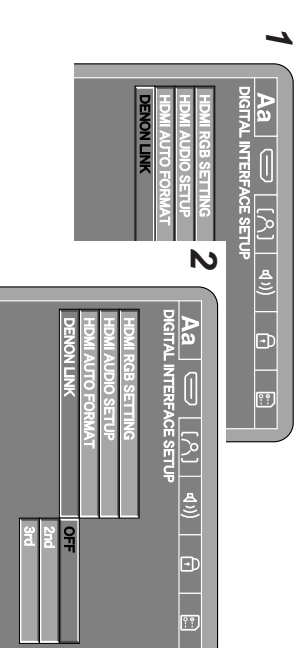 1
Aa
DIGITAL INTERFACE SETUP
HDMI RGB SETTING
HDMI AUDIO SETUP
HDMI AUTO FORMAT
DENON LINK
2
Aa
DIGITAL INTERFACE SETUP
HDMI RGB SETTING
HDMI AUDIO SETUP
HDMI AUTO FORMAT
DENON LINK
OFF
2nd
3rd